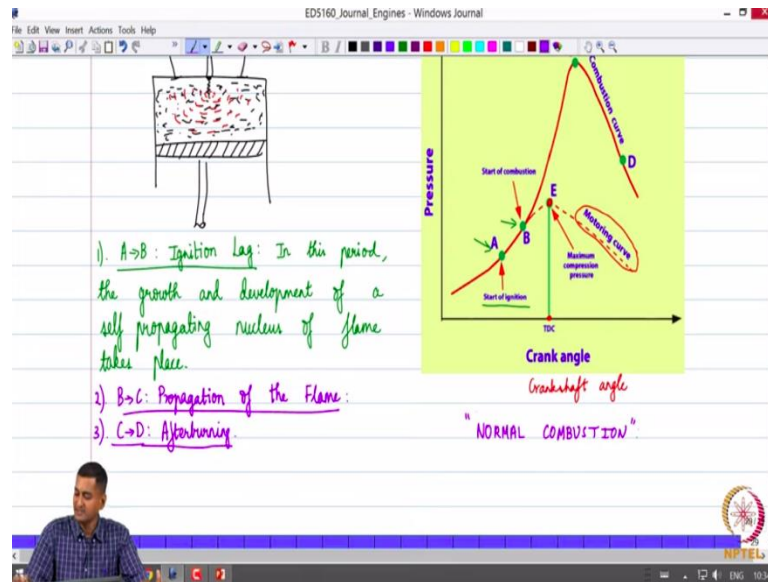 ED5160_Journal_Engines - Windows Journal
File Edit View Insert Actions Tools Help
B I
1). A→B : Ignition Lag : In this period,
the growth and development of a
self propagating nucleus of flame
takes place.
2) B→C : Propagation of the Flame :
3). C→D : Afterburning.
Pressure
Combustion curve
D
Start of combustion
E
A
B
Motoring curve
Maximum
compression
pressure
Start of ignition
TDC
Crank angle
Crankshaft angle
"NORMAL COMBUSTION".
NPTEL
ENG